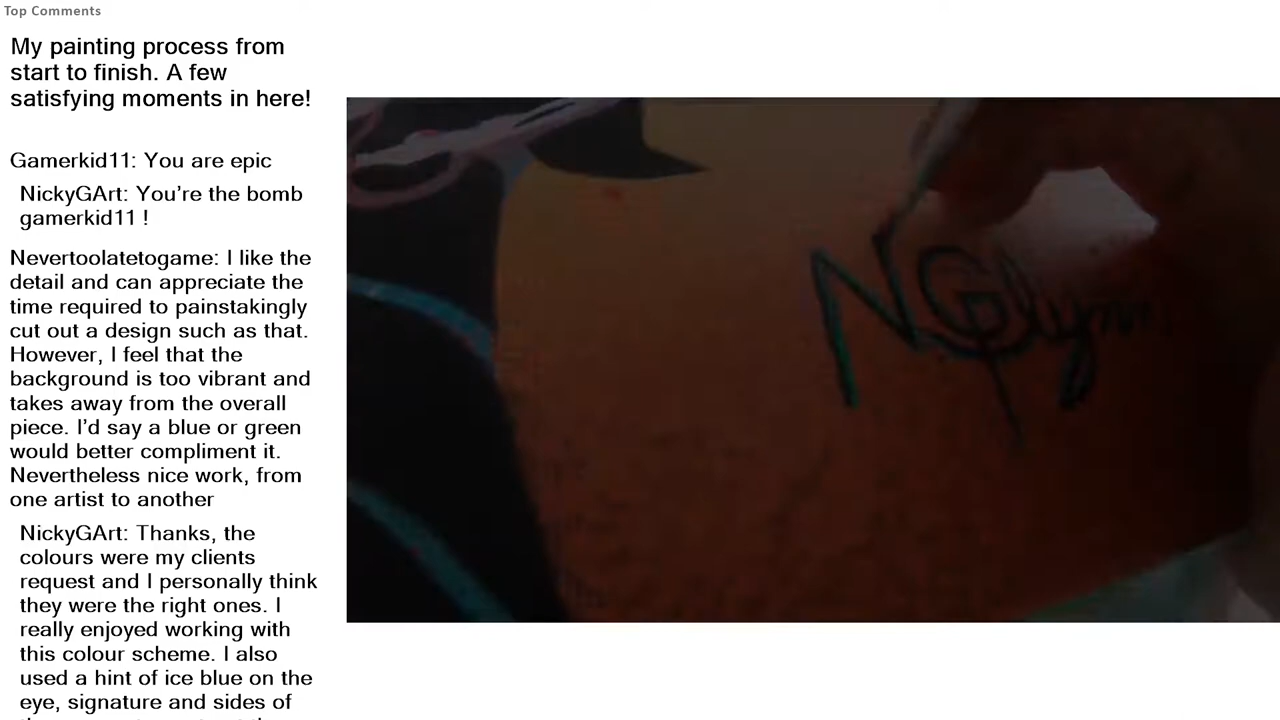 Top Comments
My painting process from
start to finish. A few
satisfying moments in here!
Gamerkid11: You are epic
NickyGArt: You’re the bomb
gamerkid11 !
Nevertoolatetogame: I like the
detail and can appreciate the
time required to painstakingly
cut out a design such as that.
However, I feel that the
background is too vibrant and
takes away from the overall
piece. I’d say a blue or green
would better compliment it.
Nevertheless nice work, from
one artist to another
NickyGArt: Thanks, the
colours were my clients
request and I personally think
they were the right ones. I
really enjoyed working with
this colour scheme. I also
used a hint of ice blue on the
eye, signature and sides of
NGlynn